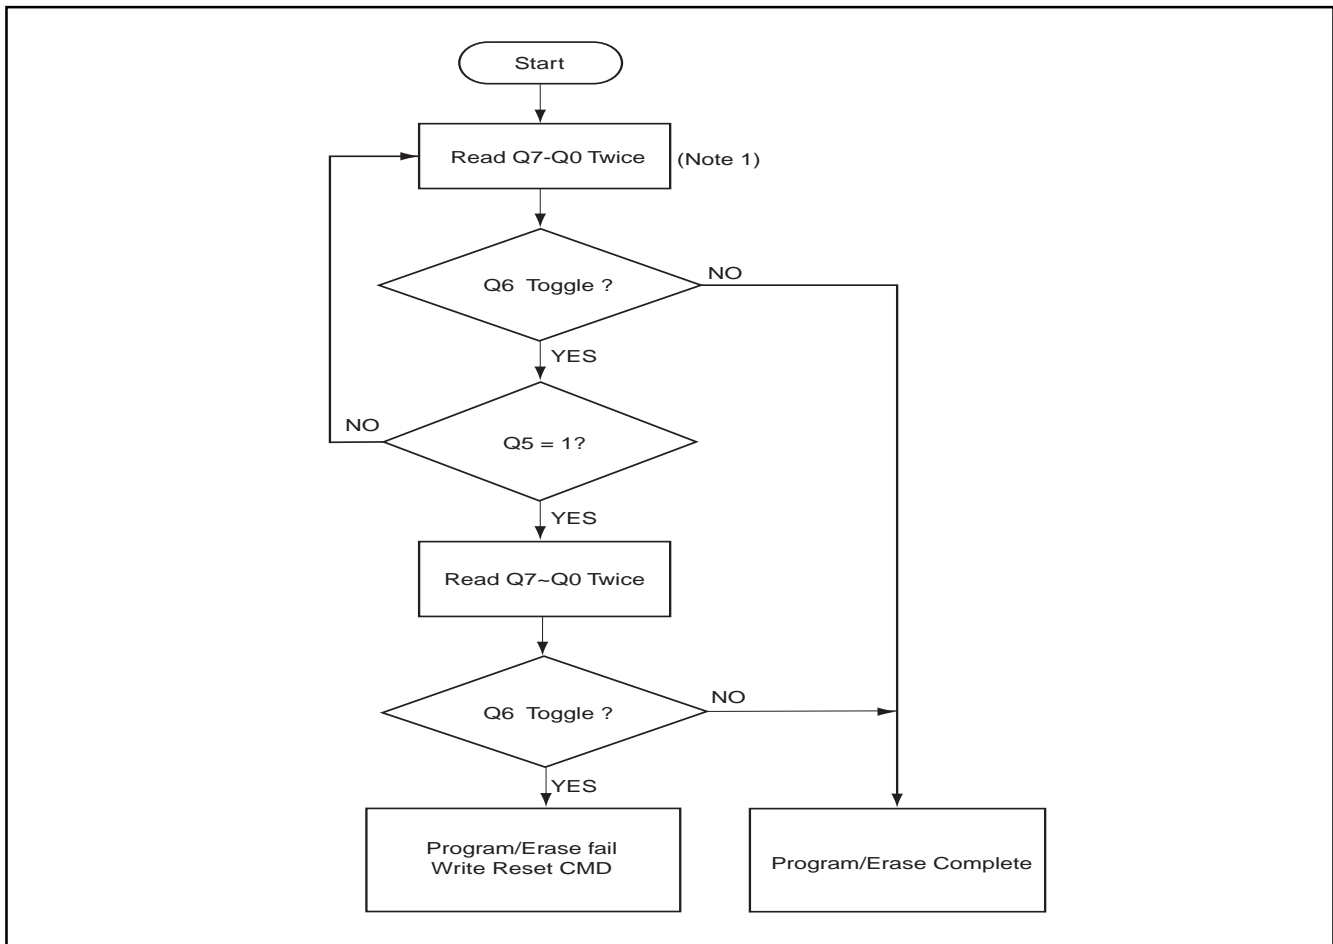 Start
Read Q7-Q0 Twice
(Note 1)
Q6 Toggle ?
NO
YES
NO
Q5 = 1?
YES
Read Q7~Q0 Twice
Q6 Toggle ?
NO
YES
Program/Erase fail
Write Reset CMD
Program/Erase Complete